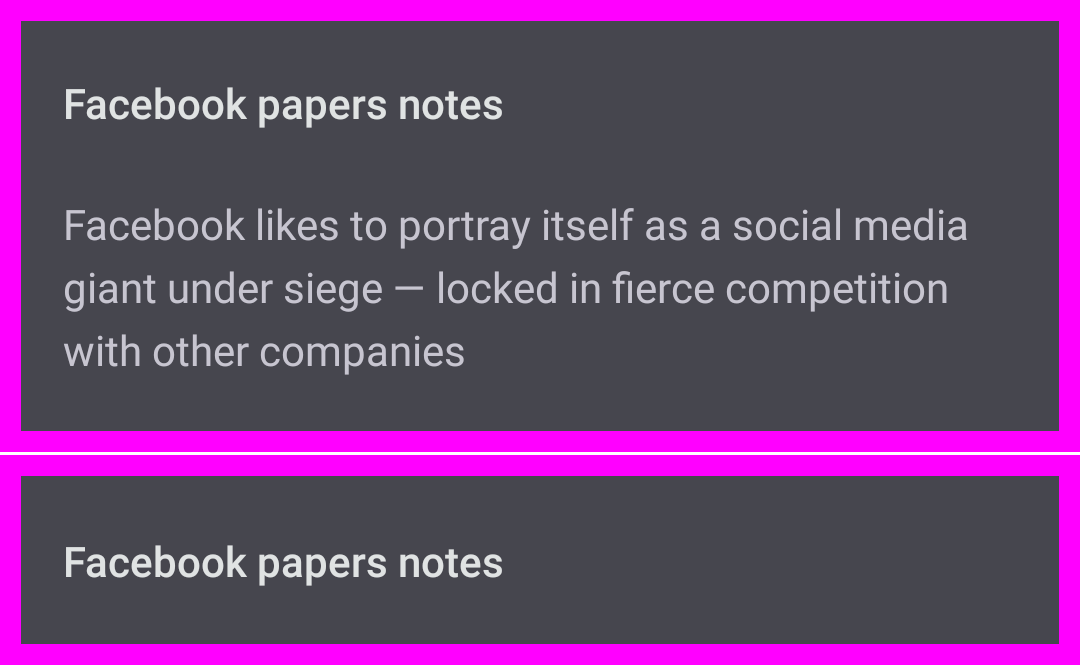 Facebook papers notes
Facebook likes to portray itself as a social media
giant under siege — locked in fierce competition
with other companies
Facebook papers notes